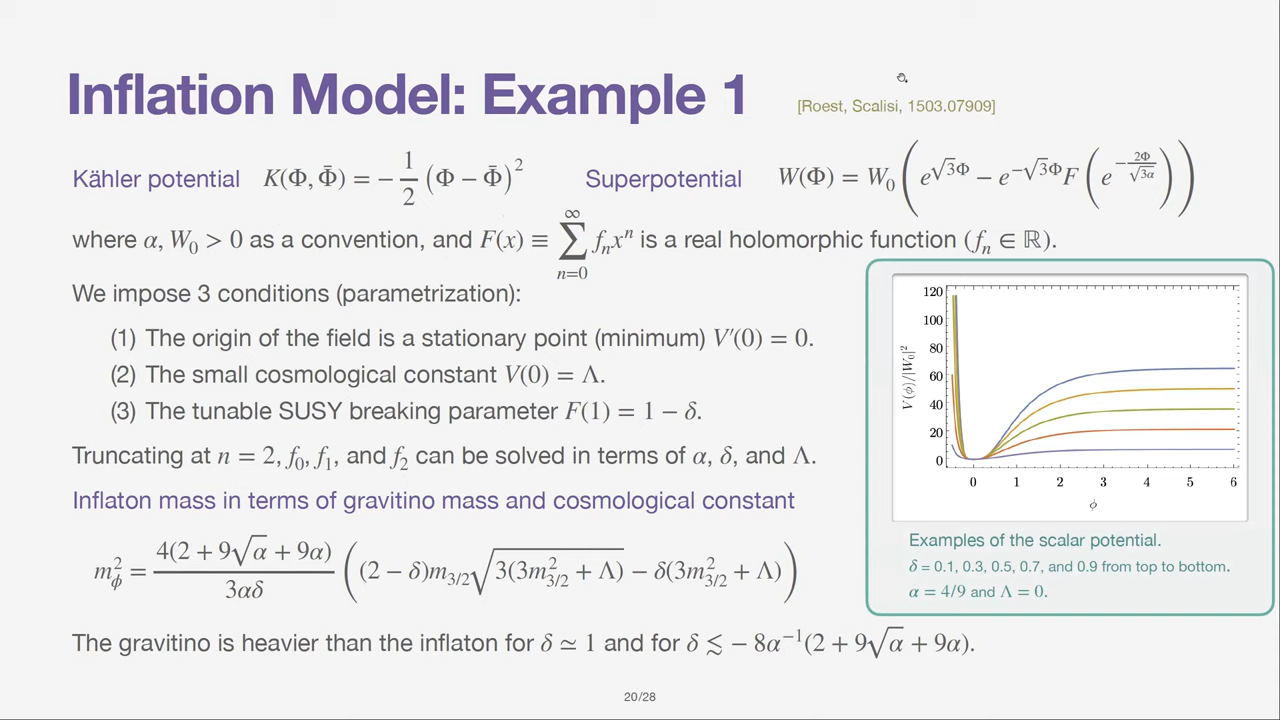 Inflation Model: Example 1
[Roest, Scalisi, 1503.07909]
Kähler potential K(Φ, Φ̄) = − 1/2 (Φ − Φ̄)² Superpotential W(Φ) = W₀ ( e^{√3Φ} − e^{−√3Φ} F ( e^{−2Φ/√(3α)} ) )
where α, W₀ > 0 as a convention, and F(x) ≡ ∑_{n=0}^{∞} fₙxⁿ is a real holomorphic function (fₙ ∈ ℝ).
We impose 3 conditions (parametrization):
(1) The origin of the field is a stationary point (minimum) V′(0) = 0.
(2) The small cosmological constant V(0) = Λ.
(3) The tunable SUSY breaking parameter F(1) = 1 − δ.
Truncating at n = 2, f₀, f₁, and f₂ can be solved in terms of α, δ, and Λ.
Inflaton mass in terms of gravitino mass and cosmological constant
m_ϕ² = 4(2 + 9√α + 9α) / 3αδ ( (2 − δ)m_{3/2} √(3(3m²_{3/2} + Λ)) − δ(3m²_{3/2} + Λ) )
The gravitino is heavier than the inflaton for δ ≃ 1 and for δ ≲ − 8α⁻¹(2 + 9√α + 9α).
V(ϕ)/|W₀|²
120
100
80
60
40
20
0
0 1 2 3 4 5 6
ϕ
Examples of the scalar potential.
δ = 0.1, 0.3, 0.5, 0.7, and 0.9 from top to bottom.
α = 4/9 and Λ = 0.
20/28